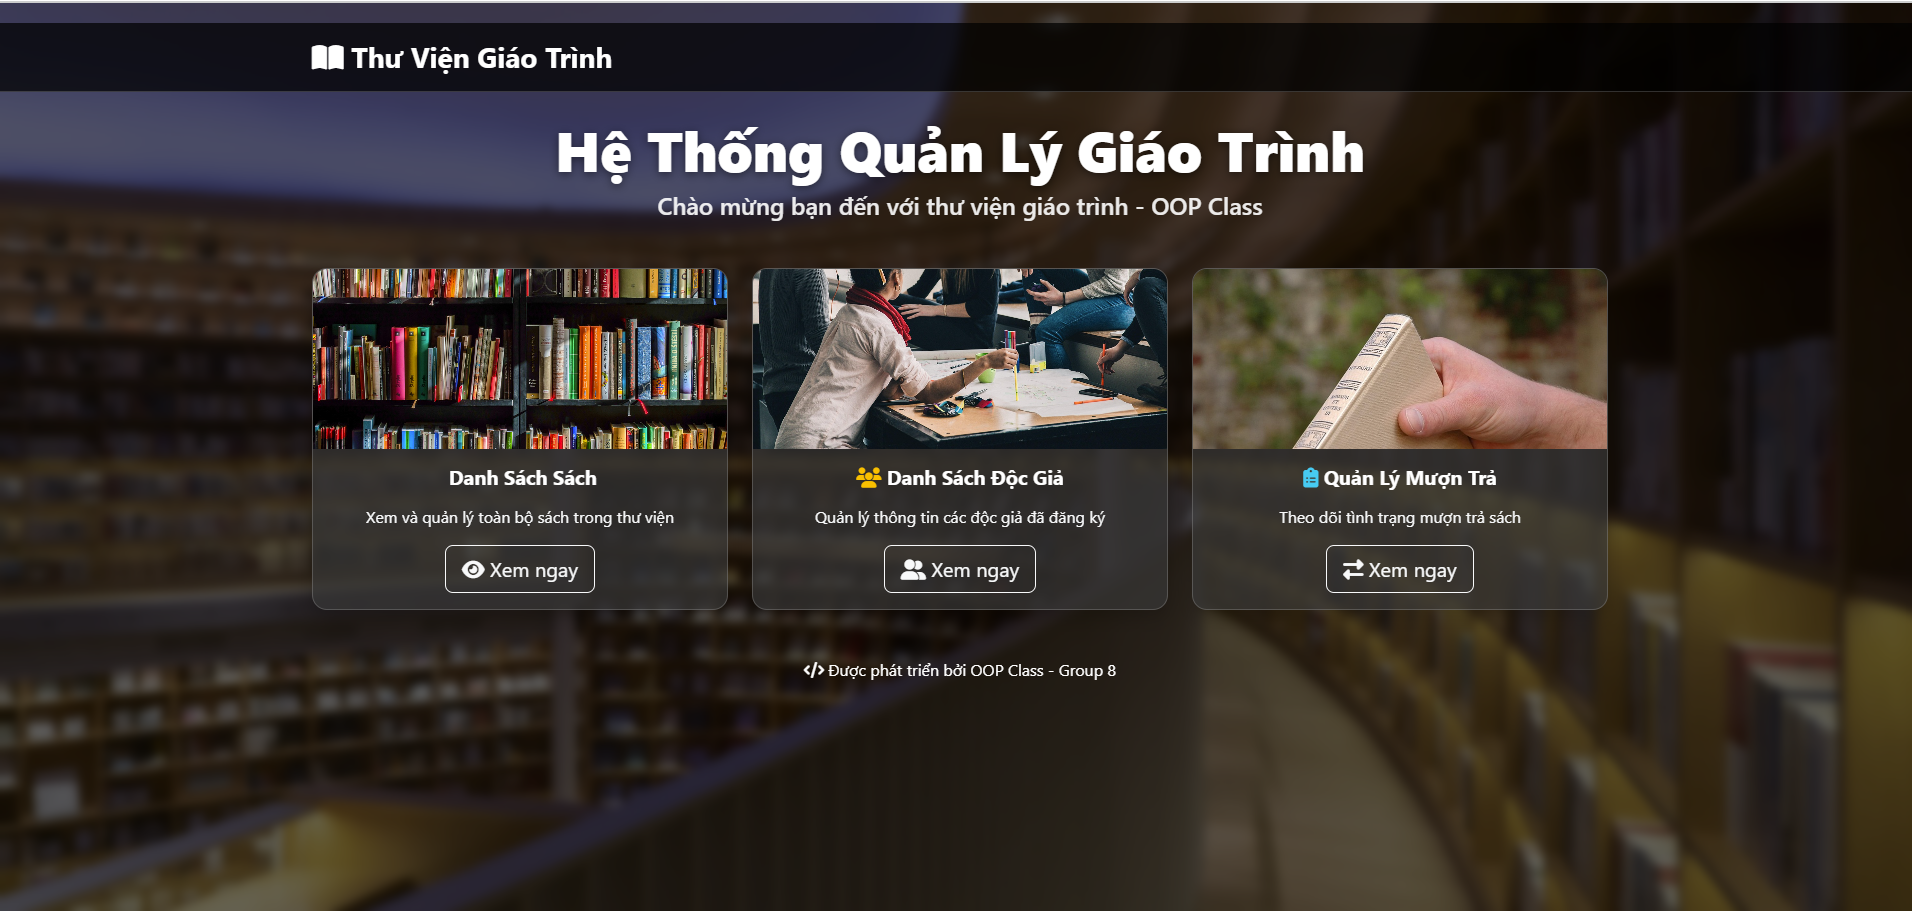 Thư Viện Giáo Trình
Hệ Thống Quản Lý Giáo Trình
Chào mừng bạn đến với thư viện giáo trình - OOP Class
Danh Sách Sách
Xem và quản lý toàn bộ sách trong thư viện
Xem ngay
Danh Sách Độc Giả
Quản lý thông tin các độc giả đã đăng ký
Xem ngay
Quản Lý Mượn Trả
Theo dõi tình trạng mượn trả sách
Xem ngay
Được phát triển bởi OOP Class - Group 8